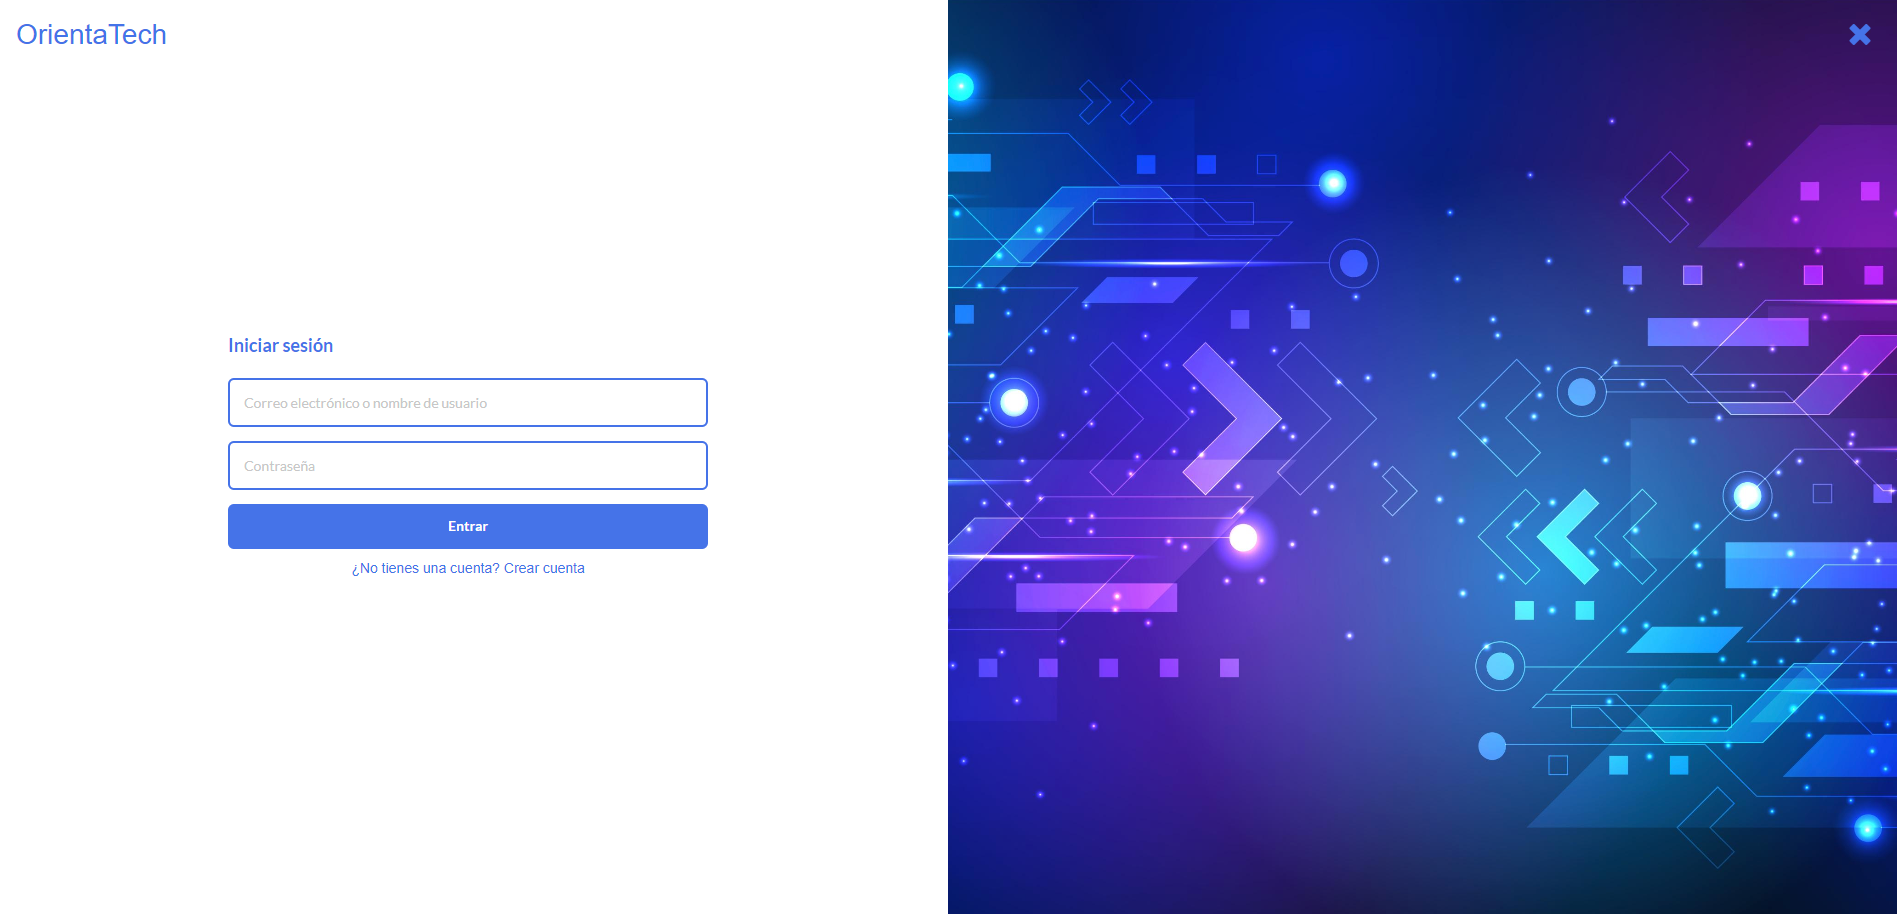 OrientaTech
Iniciar sesión
Correo electrónico o nombre de usuario
Contraseña
Entrar
¿No tienes una cuenta? Crear cuenta